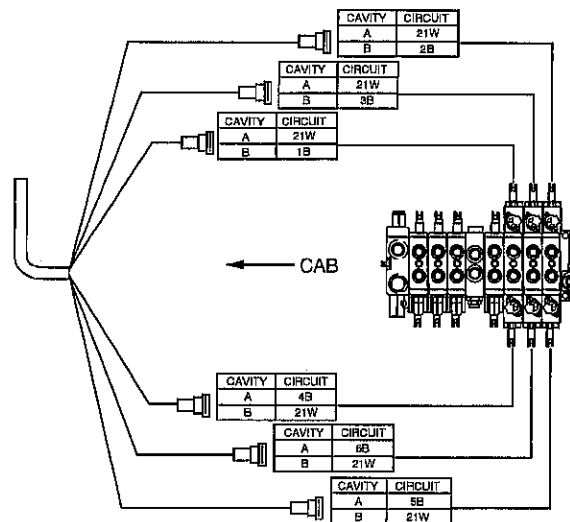 CAVITY CIRCUIT
A 21W
B 2B
CAVITY CIRCUIT
A 21W
B 3B
CAVITY CIRCUIT
A 21W
B 1B
CAB
CAVITY CIRCUIT
A 4B
B 21W
CAVITY CIRCUIT
A 6B
B 21W
CAVITY CIRCUIT
A 5B
B 21W